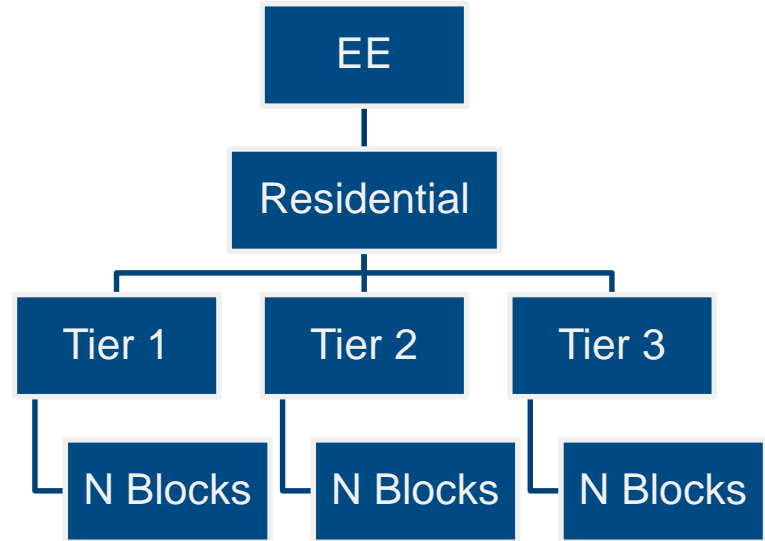 EE
Residential
Tier 1
Tier 2
Tier 3
N Blocks
N Blocks
N Blocks